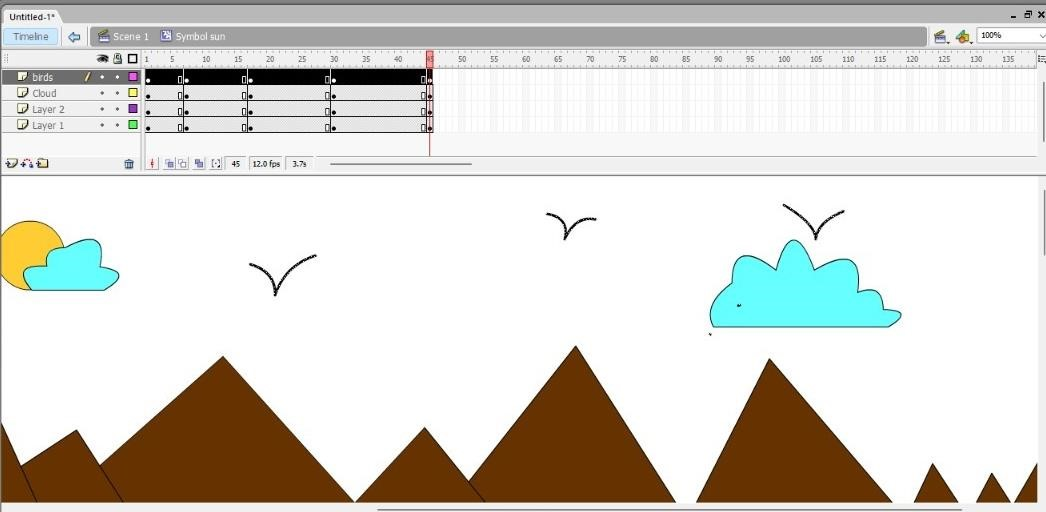 Untitled-1*
Timeline Scene 1 Symbol sun 100%
1 5 10 15 20 25 30 35 40 45 50 55 60 65 70 75 80 85 90 95 100 105 110 115 120 125 130 135
birds
Cloud
Layer 2
Layer 1
45 12.0 fps 3.7s